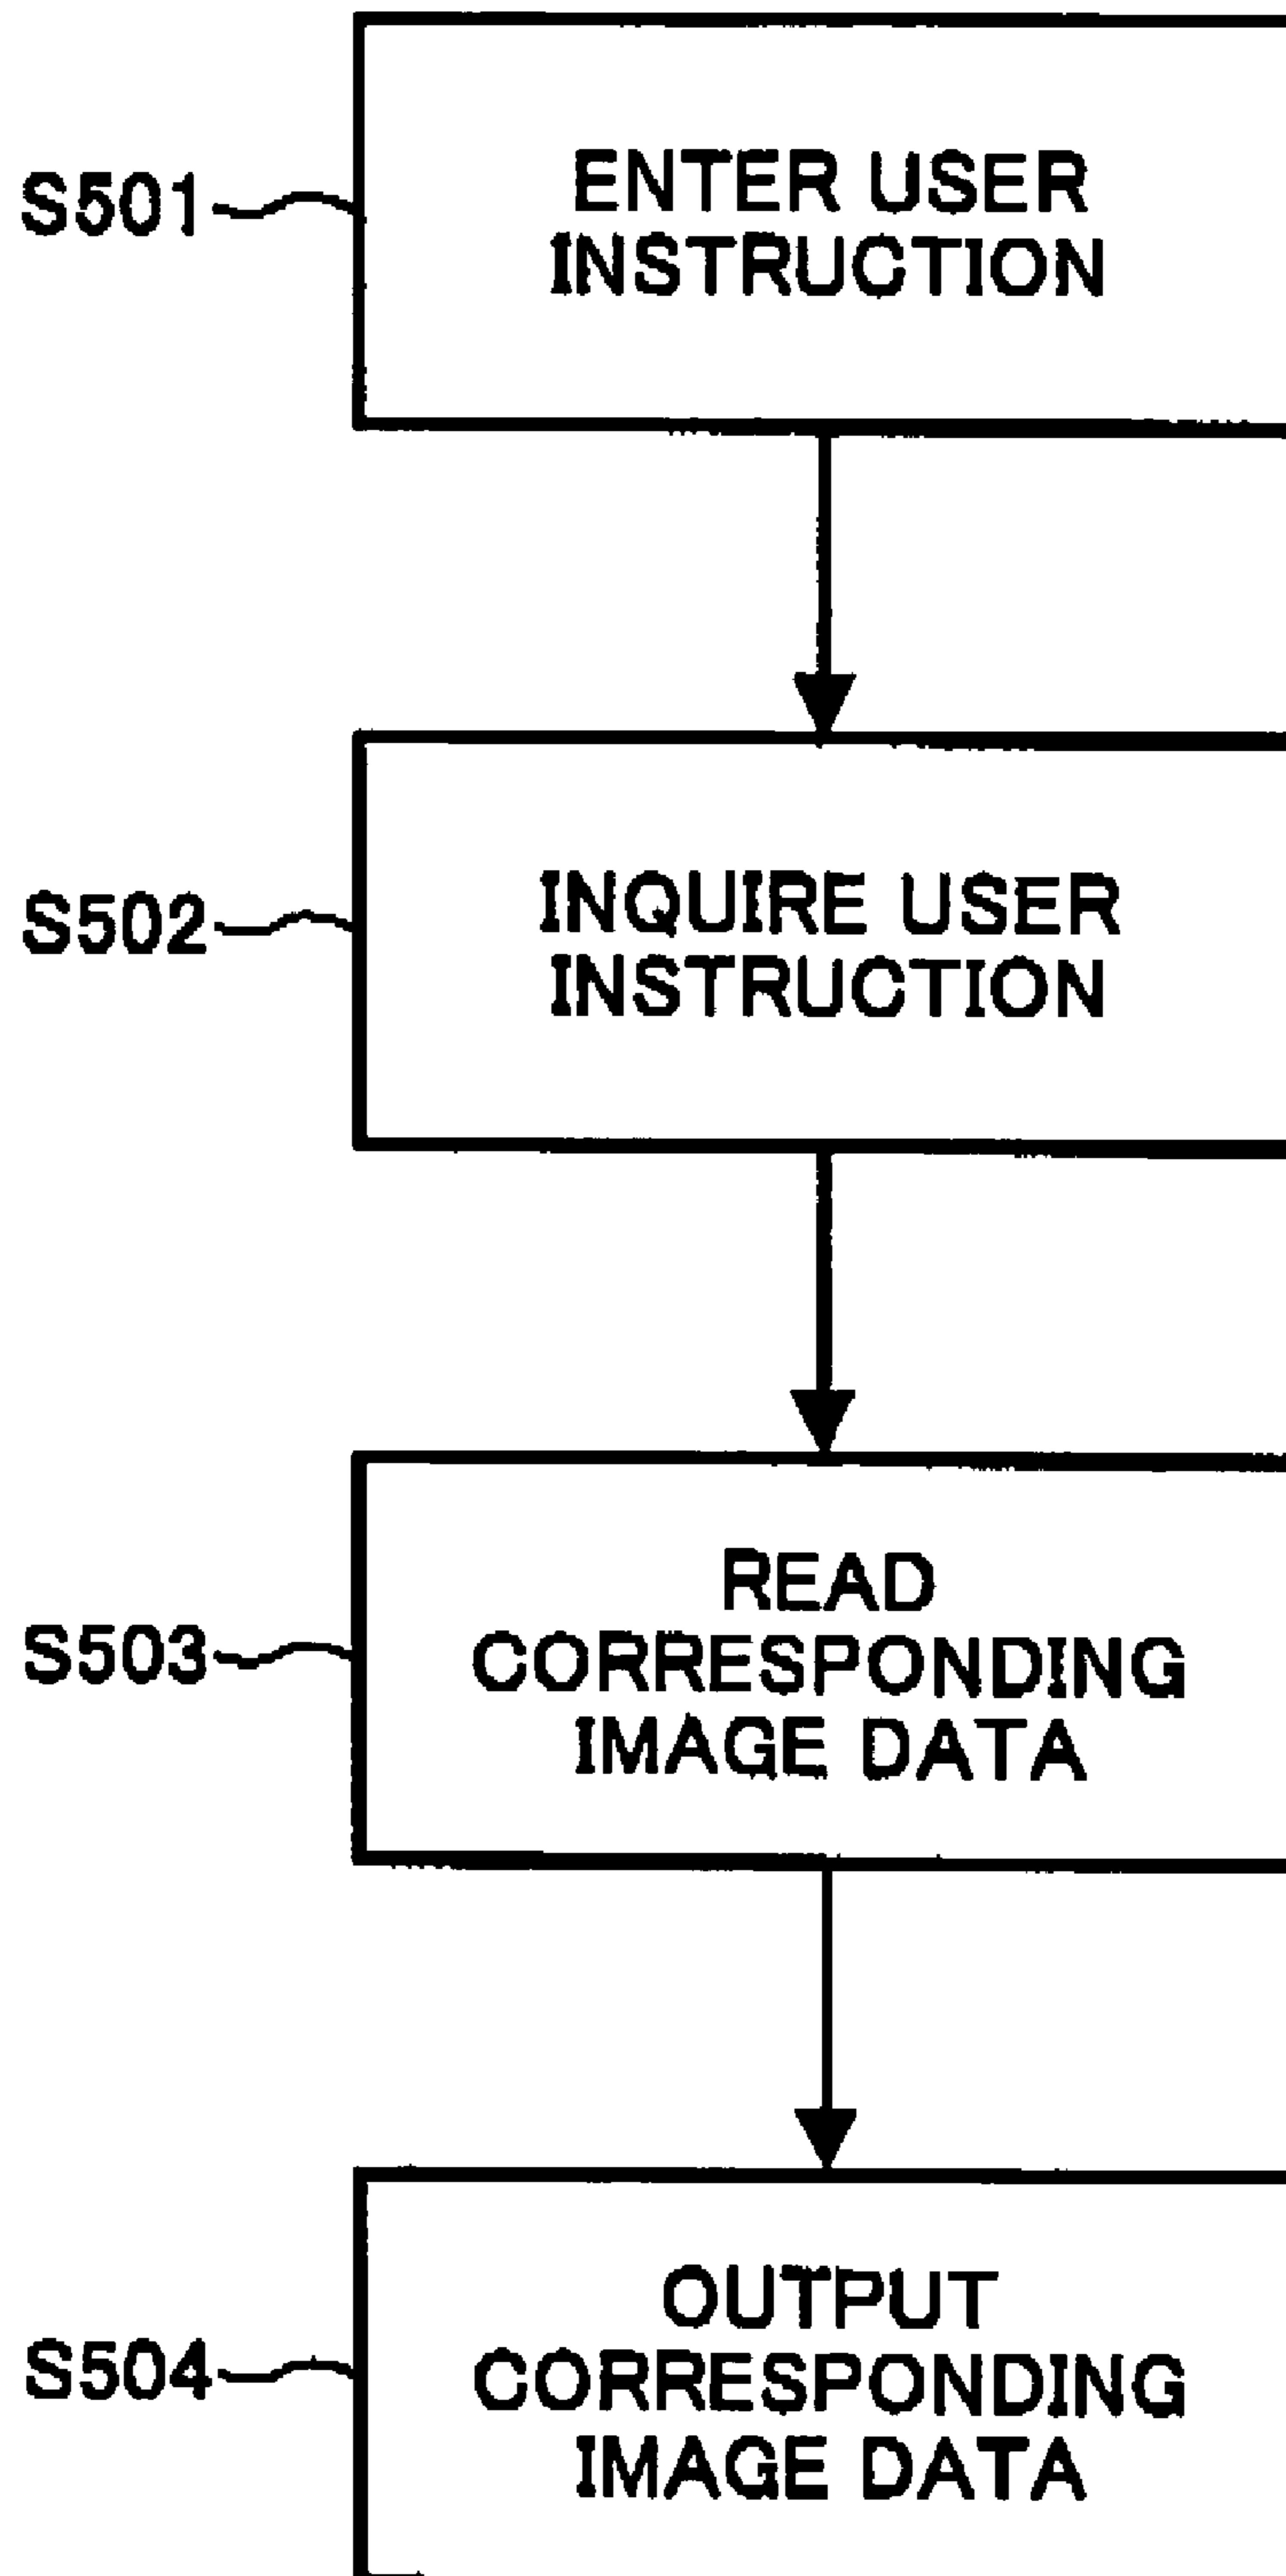 S501
ENTER USER
INSTRUCTION
S502
INQUIRE USER
INSTRUCTION
S503
READ
CORRESPONDING
IMAGE DATA
S504
OUTPUT
CORRESPONDING
IMAGE DATA